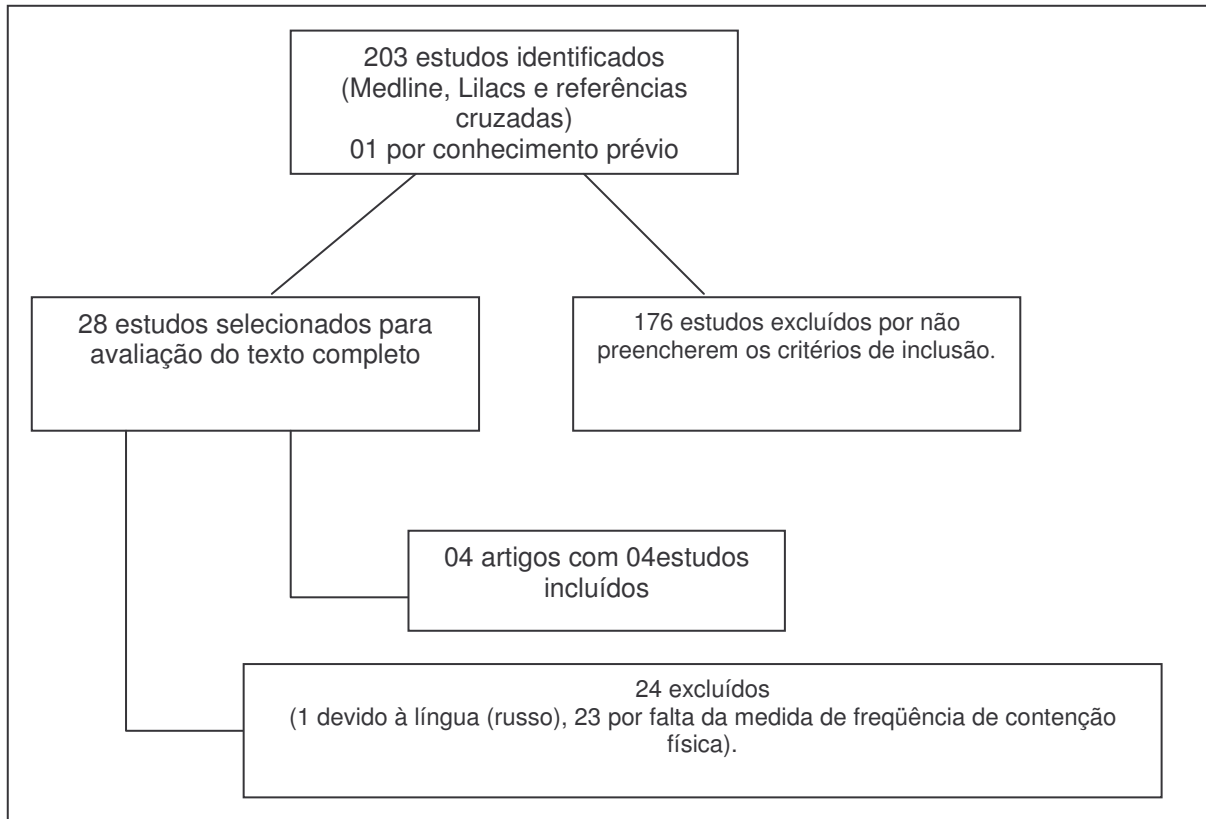 203 estudos identificados
(Medline, Lilacs e referências
cruzadas)
01 por conhecimento prévio
28 estudos selecionados para
avaliação do texto completo
176 estudos excluídos por não
preencherem os critérios de inclusão.
04 artigos com 04estudos
incluídos
24 excluídos
(1 devido à língua (russo), 23 por falta da medida de freqüência de contenção
física).